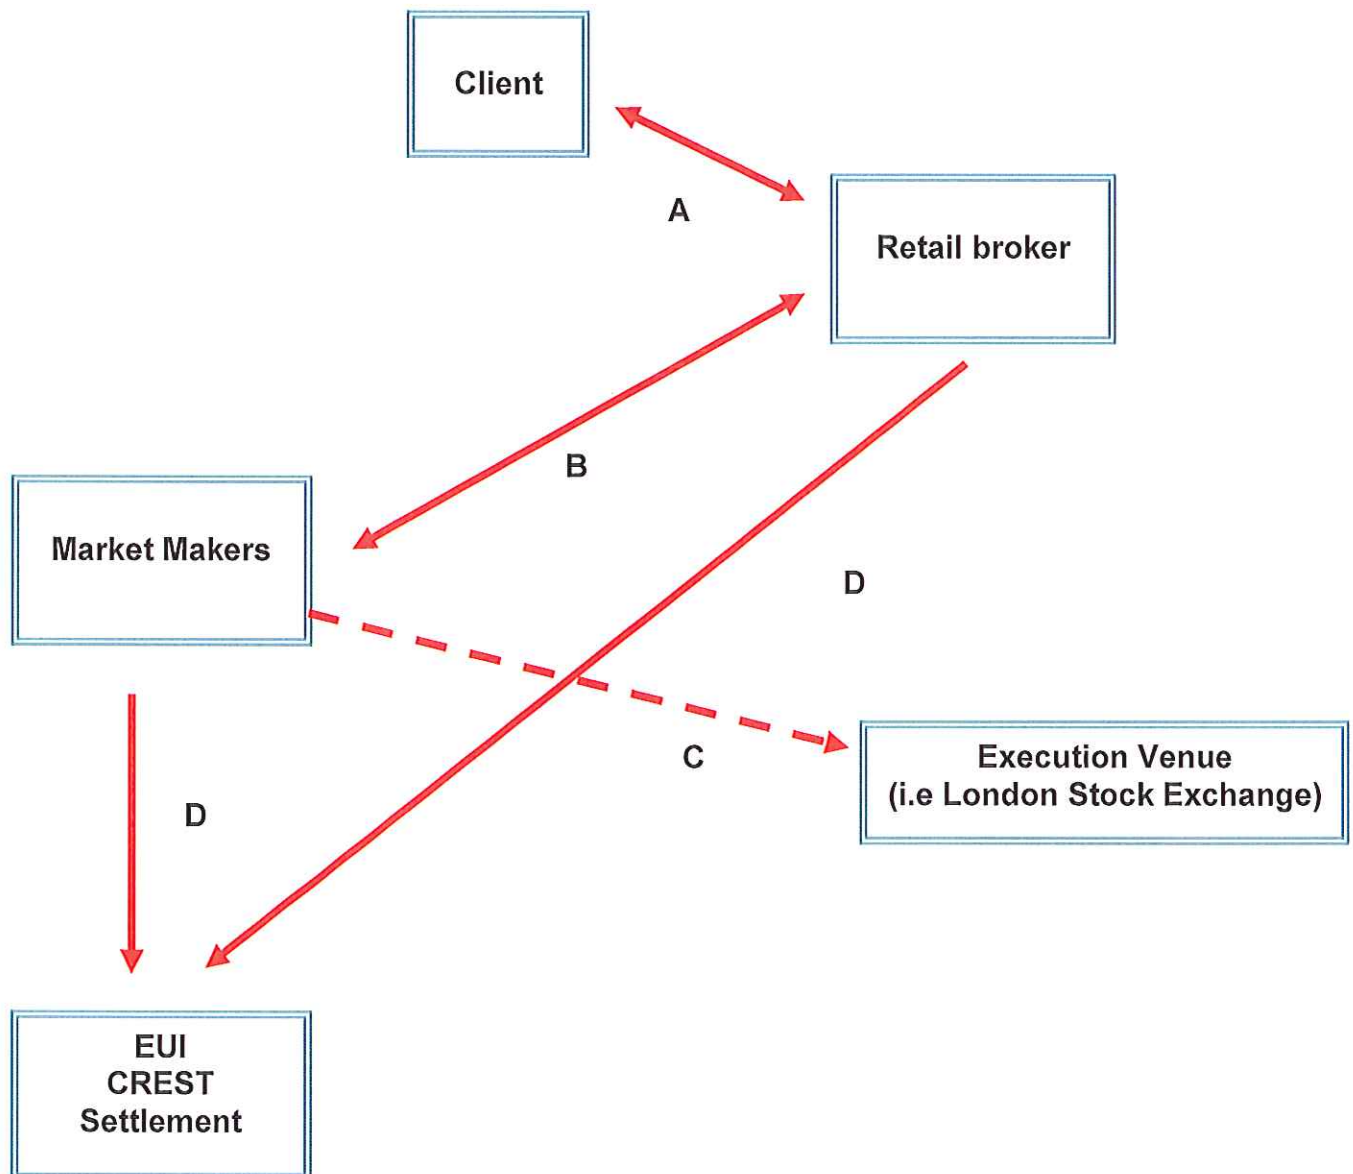 Client
A
Retail broker
B
Market Makers
D
C
Execution Venue
(i.e London Stock Exchange)
D
EUI
CREST
Settlement